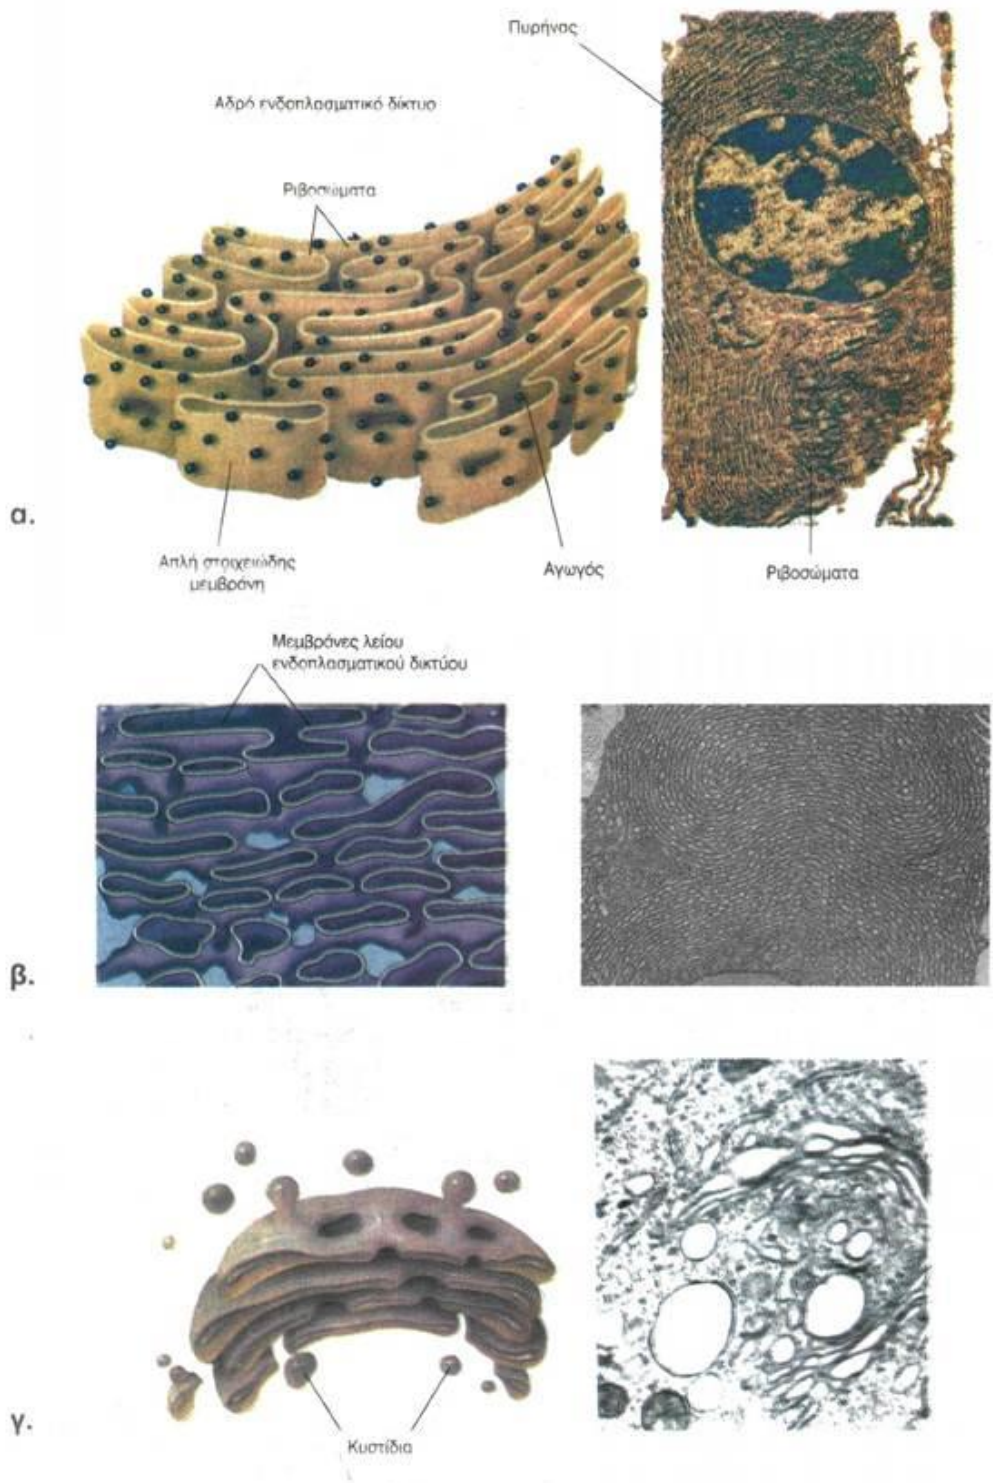 Πυρήνας
Αδρό ενδοπλασματικό δίκτυο
Ριβοσώματα
α.
Απλή στοιχειώδης
μεμβράνη
Αγωγός
Ριβοσώματα
Μεμβράνες λείου
ενδοπλασματικού δικτύου
β.
γ.
Κυστίδια